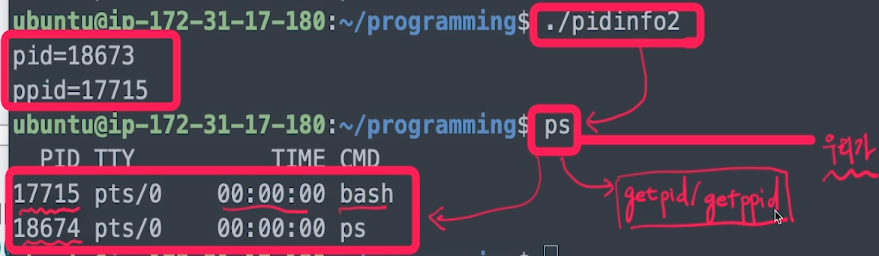 ubuntu@ip-172-31-17-180:~/programming$ ./pidinfo2
pid=18673
ppid=17715
ubuntu@ip-172-31-17-180:~/programming$ ps
우리가
PID TTY TIME CMD
17715 pts/0 00:00:00 bash
getpid/getppid
18674 pts/0 00:00:00 ps